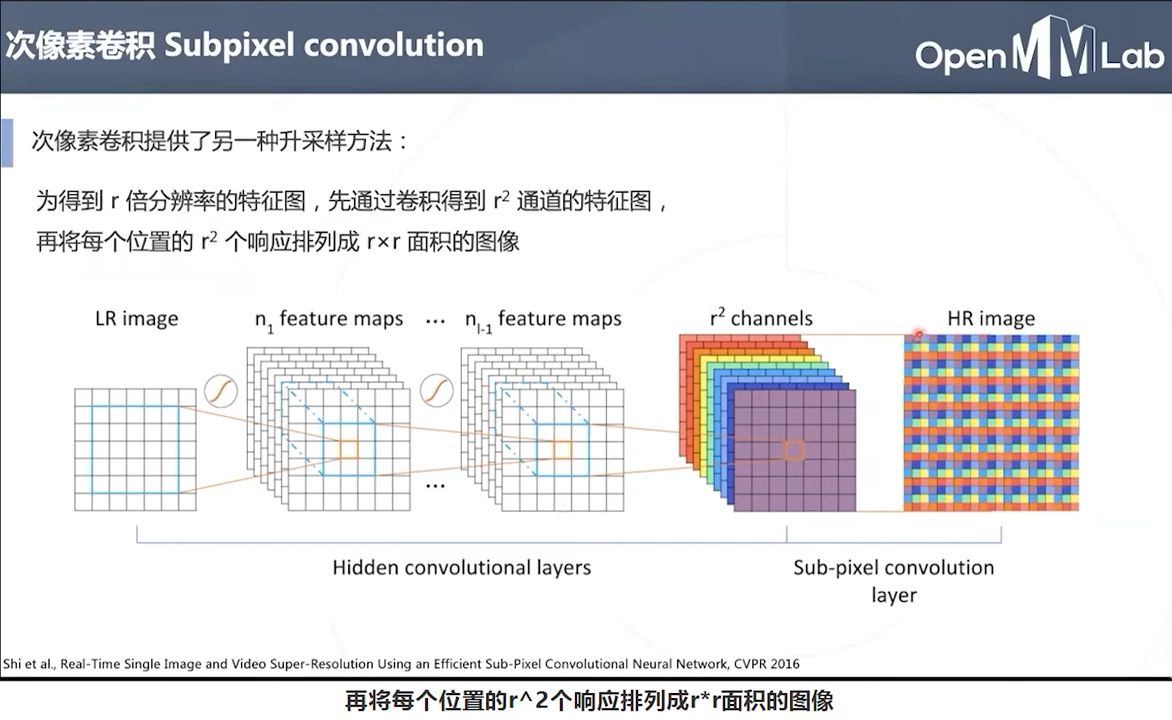 次像素卷积 Subpixel convolution
OpenMMLab
次像素卷积提供了另一种升采样方法：
为得到 r 倍分辨率的特征图，先通过卷积得到 r² 通道的特征图，
再将每个位置的 r² 个响应排列成 r×r 面积的图像
LR image
n₁ feature maps
...
nₗ₋₁ feature maps
r² channels
HR image
...
Hidden convolutional layers
Sub-pixel convolution
layer
Shi et al., Real-Time Single Image and Video Super-Resolution Using an Efficient Sub-Pixel Convolutional Neural Network, CVPR 2016
再将每个位置的r^2个响应排列成r*r面积的图像